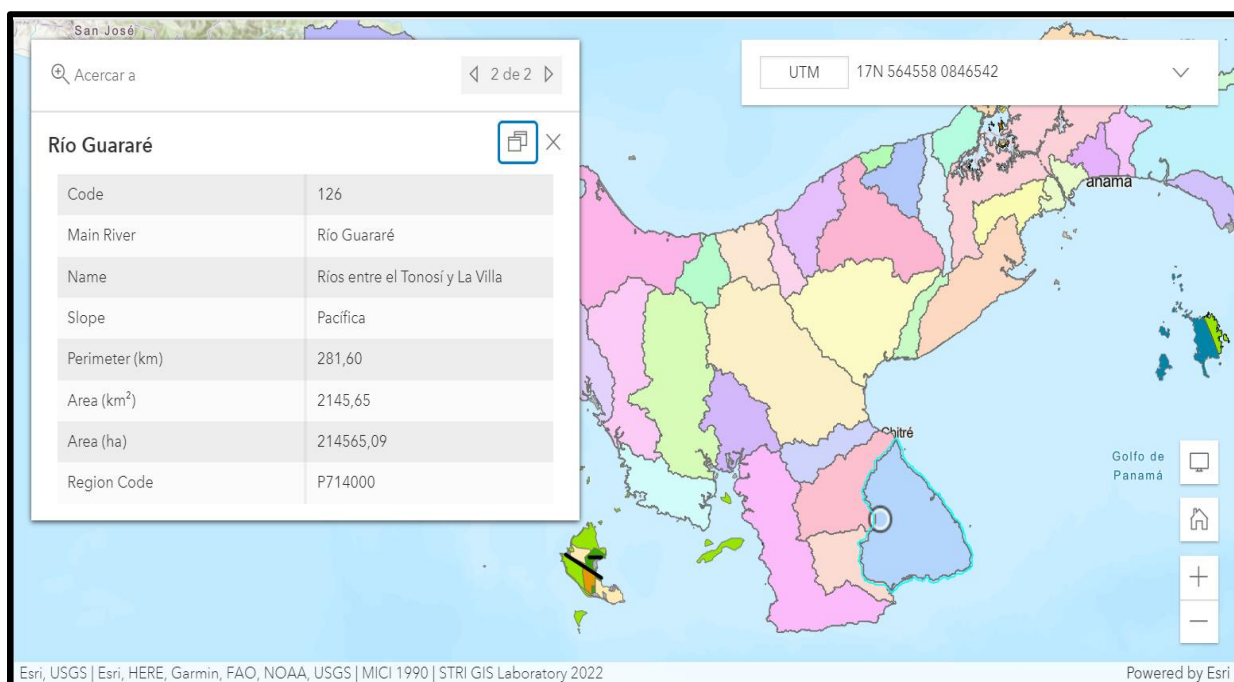 San José
Acercar a
2 de 2
UTM 17N 564558 0846542
Río Guararé
Code 126
Main River Río Guararé
Name Ríos entre el Tonosí y La Villa
Slope Pacífica
Perimeter (km) 281,60
Area (km²) 2145,65
Area (ha) 214565,09
Region Code P714000
anama
Chitré
Golfo de
Panamá
Esri, USGS | Esri, HERE, Garmin, FAO, NOAA, USGS | MICI 1990 | STRI GIS Laboratory 2022
Powered by Esri